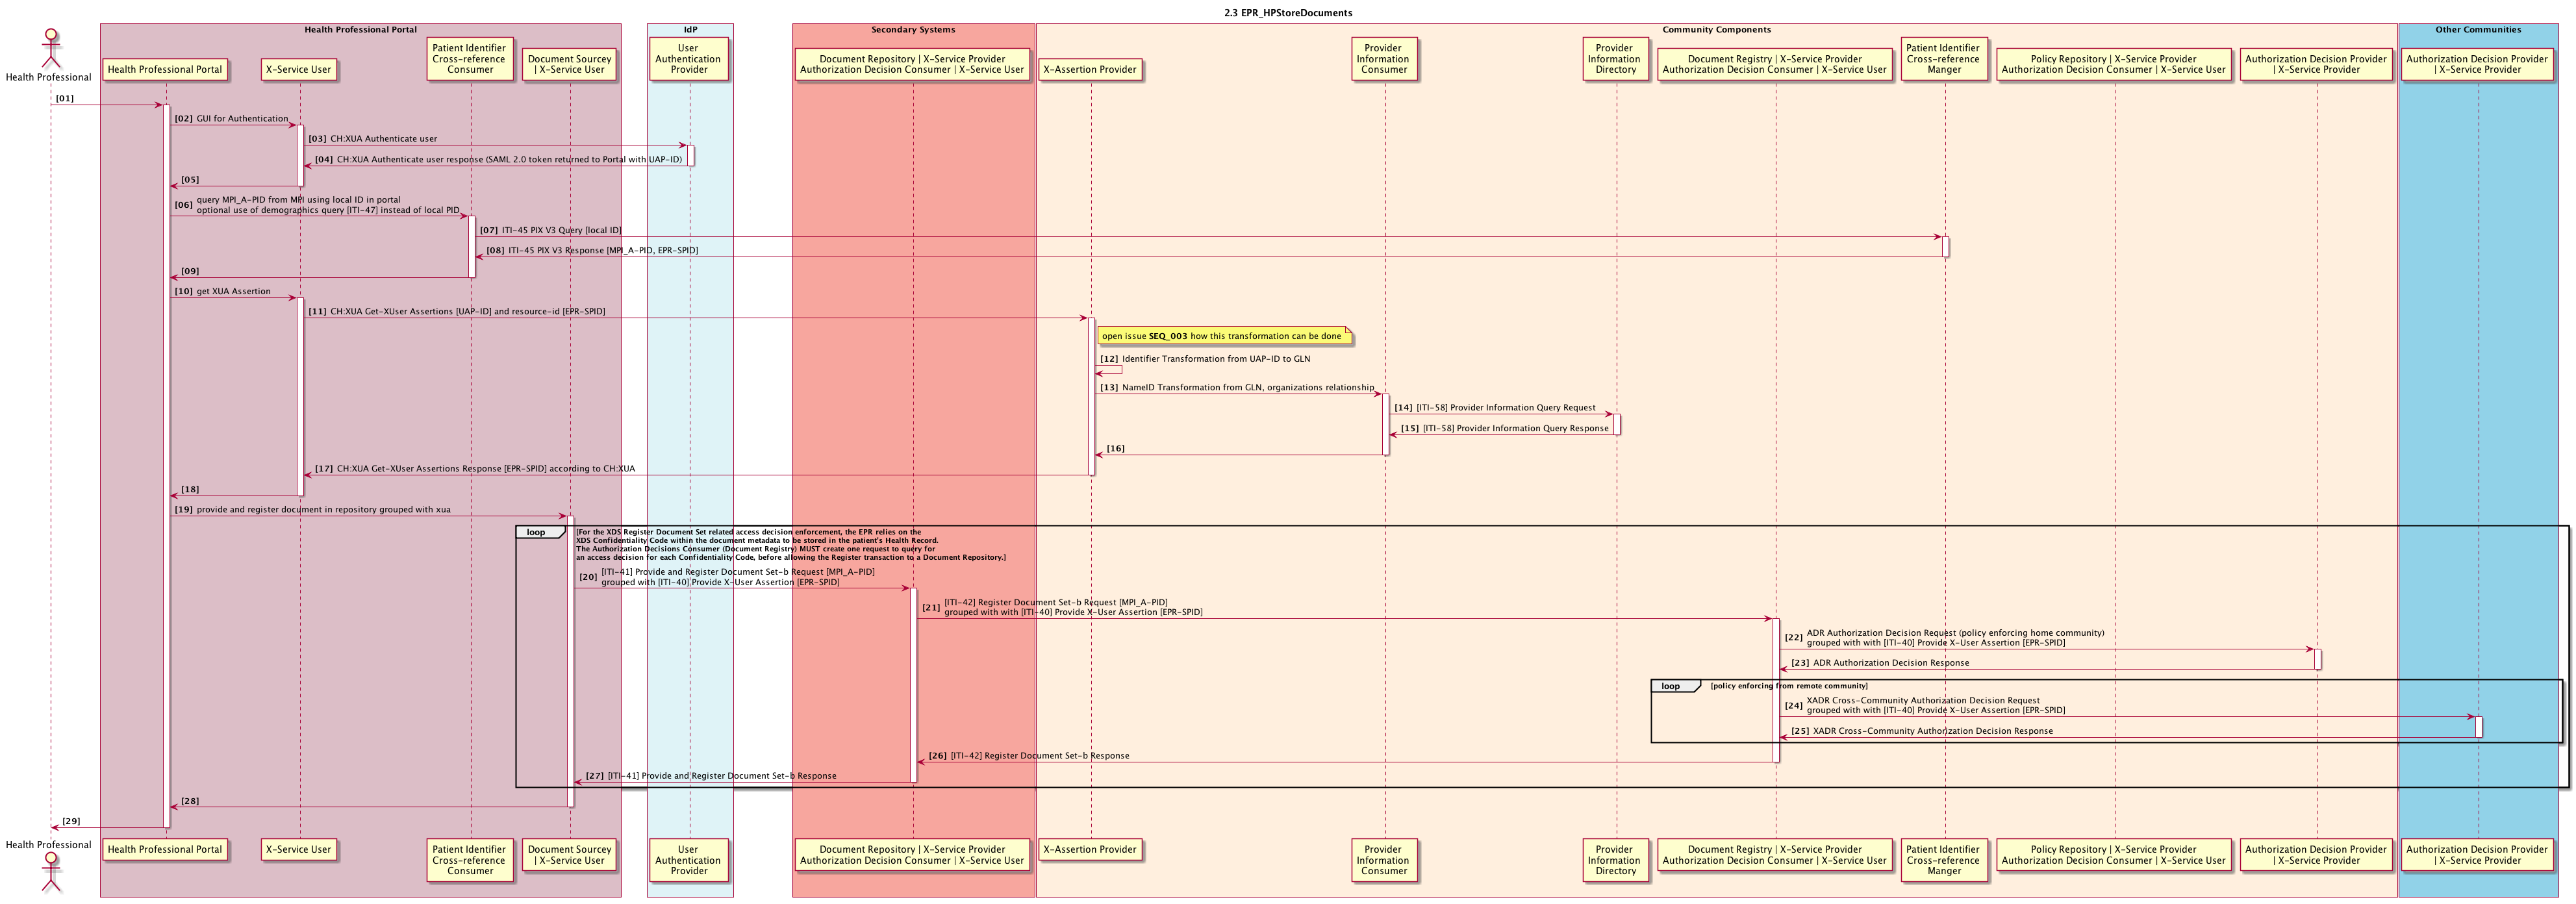 2.3 EPR_HPStoreDocuments
Health Professional Portal
IdP
Secondary Systems
Community Components
Other Communities
Health Professional
Health Professional Portal
X-Service User
Patient Identifier
Cross-reference
Consumer
Document Sourcey
| X-Service User
User
Authentication
Provider
Document Repository | X-Service Provider
Authorization Decision Consumer | X-Service User
X-Assertion Provider
Provider
Information
Consumer
Provider
Information
Directory
Document Registry | X-Service Provider
Authorization Decision Consumer | X-Service User
Patient Identifier
Cross-reference
Manger
Policy Repository | X-Service Provider
Authorization Decision Consumer | X-Service User
Authorization Decision Provider
| X-Service Provider
Authorization Decision Provider
| X-Service Provider
[01]
[02] GUI for Authentication
[03] CH:XUA Authenticate user
[04] CH:XUA Authenticate user response (SAML 2.0 token returned to Portal with UAP-ID)
[05]
[06] query MPI_A-PID from MPI using local ID in portal
optional use of demographics query [ITI-47] instead of local PID
[07] ITI-45 PIX V3 Query [local ID]
[08] ITI-45 PIX V3 Response [MPI_A-PID, EPR-SPID]
[09]
[10] get XUA Assertion
[11] CH:XUA Get-XUser Assertions [UAP-ID] and resource-id [EPR-SPID]
open issue SEQ_003 how this transformation can be done
[12] Identifier Transformation from UAP-ID to GLN
[13] NameID Transformation from GLN, organizations relationship
[14] [ITI-58] Provider Information Query Request
[15] [ITI-58] Provider Information Query Response
[16]
[17] CH:XUA Get-XUser Assertions Response [EPR-SPID] according to CH:XUA
[18]
[19] provide and register document in repository grouped with xua
loop
[For the XDS Register Document Set related access decision enforcement, the EPR relies on the
XDS Confidentiality Code within the document metadata to be stored in the patient's Health Record.
The Authorization Decisions Consumer (Document Registry) MUST create one request to query for
an access decision for each Confidentiality Code, before allowing the Register transaction to a Document Repository.]
[20] [ITI-41] Provide and Register Document Set-b Request [MPI_A-PID]
grouped with [ITI-40] Provide X-User Assertion [EPR-SPID]
[21] [ITI-42] Register Document Set-b Request [MPI_A-PID]
grouped with with [ITI-40] Provide X-User Assertion [EPR-SPID]
[22] ADR Authorization Decision Request (policy enforcing home community)
grouped with with [ITI-40] Provide X-User Assertion [EPR-SPID]
[23] ADR Authorization Decision Response
loop [policy enforcing from remote community]
[24] XADR Cross-Community Authorization Decision Request
grouped with with [ITI-40] Provide X-User Assertion [EPR-SPID]
[25] XADR Cross-Community Authorization Decision Response
[26] [ITI-42] Register Document Set-b Response
[27] [ITI-41] Provide and Register Document Set-b Response
[28]
[29]
Health Professional
Health Professional Portal
X-Service User
Patient Identifier
Cross-reference
Consumer
Document Sourcey
| X-Service User
User
Authentication
Provider
Document Repository | X-Service Provider
Authorization Decision Consumer | X-Service User
X-Assertion Provider
Provider
Information
Consumer
Provider
Information
Directory
Document Registry | X-Service Provider
Authorization Decision Consumer | X-Service User
Patient Identifier
Cross-reference
Manger
Policy Repository | X-Service Provider
Authorization Decision Consumer | X-Service User
Authorization Decision Provider
| X-Service Provider
Authorization Decision Provider
| X-Service Provider